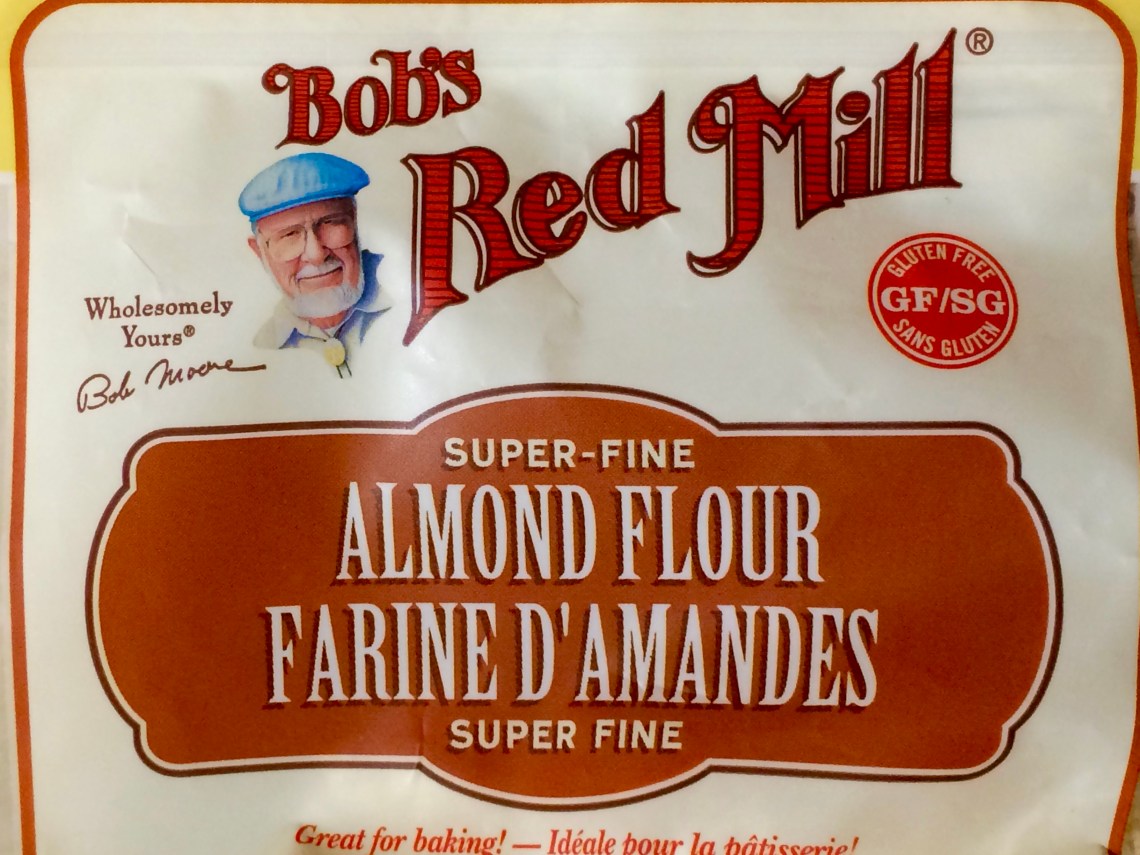 Bob's
Red Mill®
GLUTEN FREE
GF/SG
SANS GLUTEN
Wholesomely
Yours®
Bob Moore
SUPER-FINE
ALMOND FLOUR
FARINE D'AMANDES
SUPER FINE
Great for baking! — Idéale pour la pâtisserie!